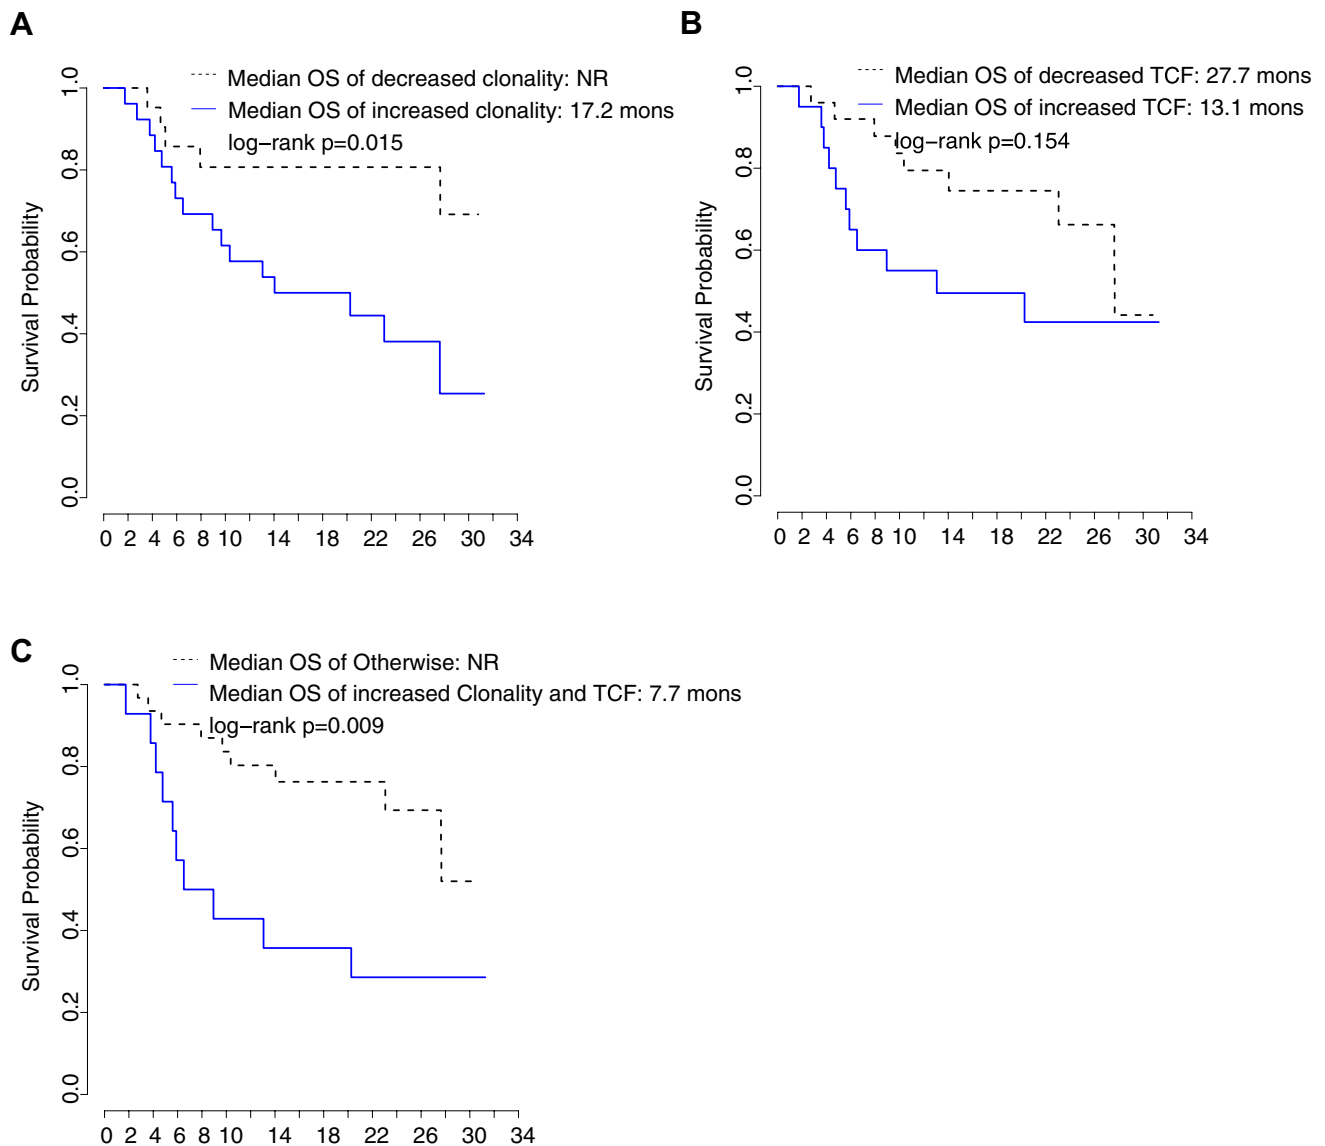 A
Median OS of decreased clonality: NR
Median OS of increased clonality: 17.2 mons
log−rank p=0.015
Survival Probability
1.0
0.8
0.6
0.4
0.2
0.0
0 2 4 6 8 10 14 18 22 26 30 34
B
Median OS of decreased TCF: 27.7 mons
Median OS of increased TCF: 13.1 mons
log−rank p=0.154
Survival Probability
1.0
0.8
0.6
0.4
0.2
0.0
0 2 4 6 8 10 14 18 22 26 30 34
C
Median OS of Otherwise: NR
Median OS of increased Clonality and TCF: 7.7 mons
log−rank p=0.009
Survival Probability
1.0
0.8
0.6
0.4
0.2
0.0
0 2 4 6 8 10 14 18 22 26 30 34